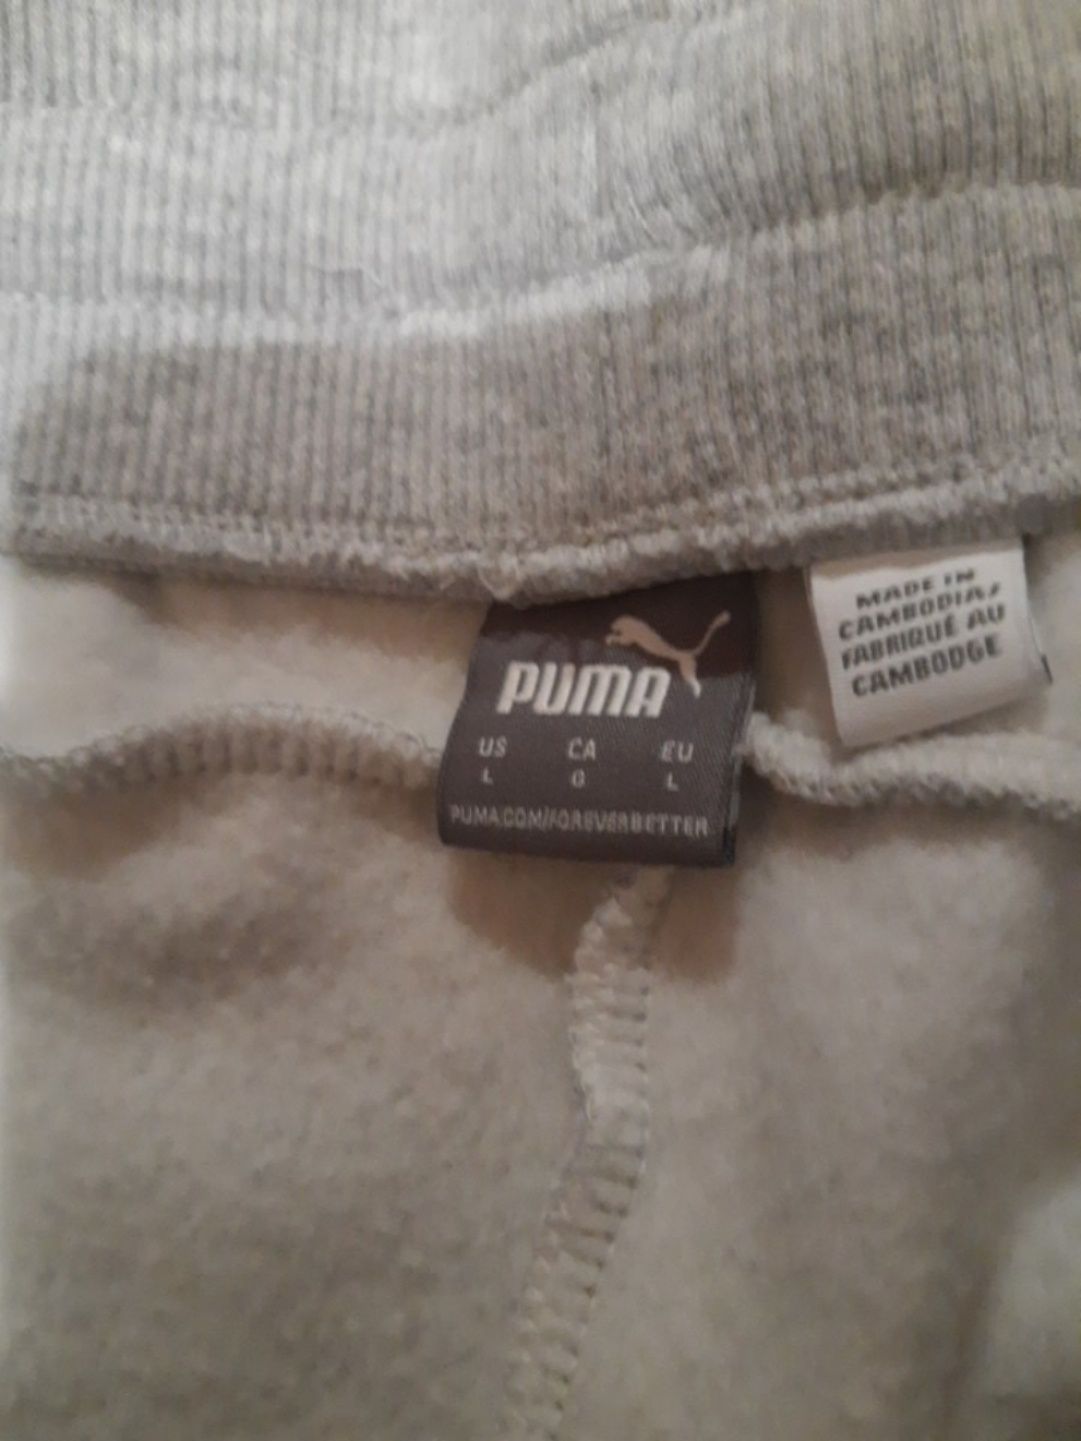 PUMA
US CA EU
L G L
PUMA.COM/FOREVERBETTER
MADE IN
CAMBODIA/
FABRIQUÉ AU
CAMBODGE